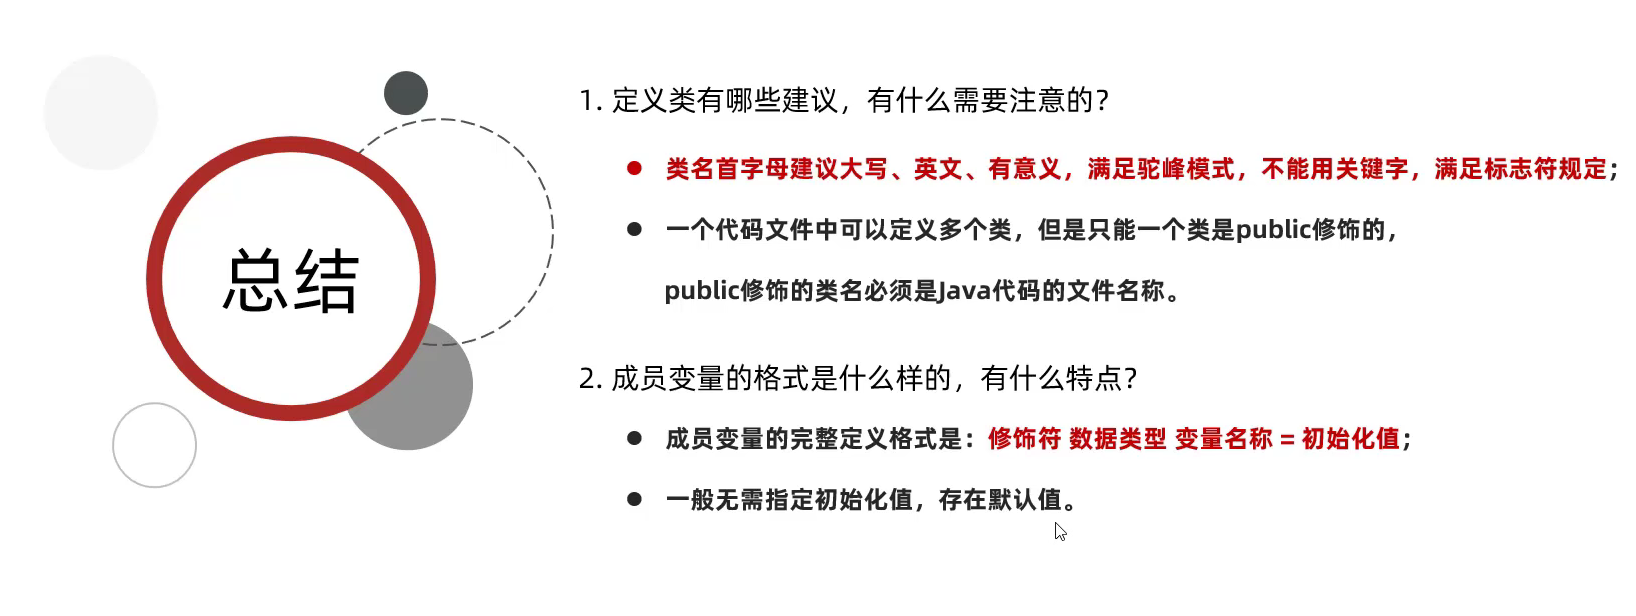 总结
1. 定义类有哪些建议，有什么需要注意的？
类名首字母建议大写、英文、有意义，满足驼峰模式，不能用关键字，满足标志符规定；
一个代码文件中可以定义多个类，但是只能一个类是public修饰的，
public修饰的类名必须是Java代码的文件名称。
2. 成员变量的格式是什么样的，有什么特点？
成员变量的完整定义格式是：修饰符 数据类型 变量名称 = 初始化值；
一般无需指定初始化值，存在默认值。